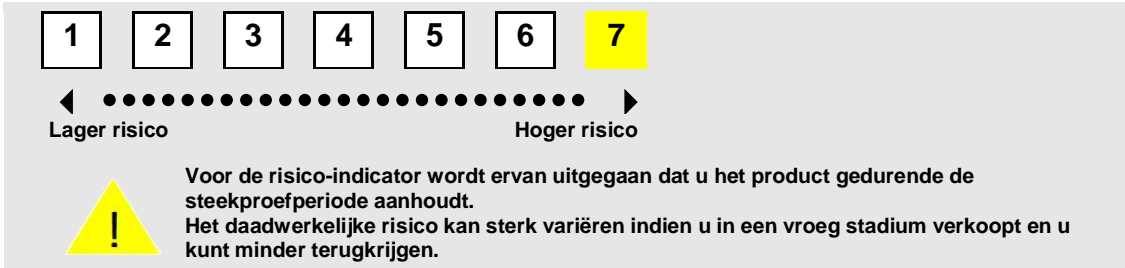 1 2 3 4 5 6 7
Lager risico Hoger risico
!
Voor de risico-indicator wordt ervan uitgegaan dat u het product gedurende de
steekproefperiode aanhoudt.
Het daadwerkelijke risico kan sterk variëren indien u in een vroeg stadium verkoopt en u
kunt minder terugkrijgen.